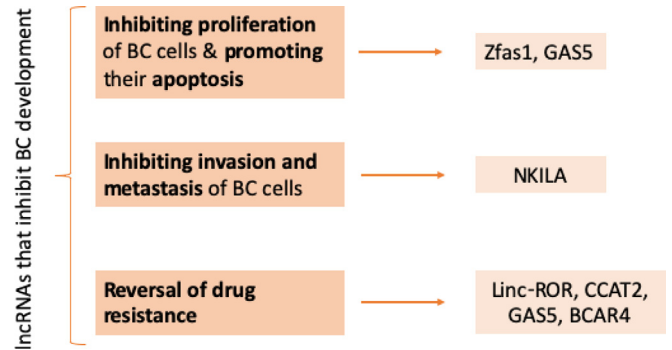 lncRNAs that inhibit BC development
Inhibiting proliferation
of BC cells & promoting
their apoptosis
Zfas1, GAS5
Inhibiting invasion and
metastasis of BC cells
NKILA
Reversal of drug
resistance
Linc-ROR, CCAT2,
GAS5, BCAR4